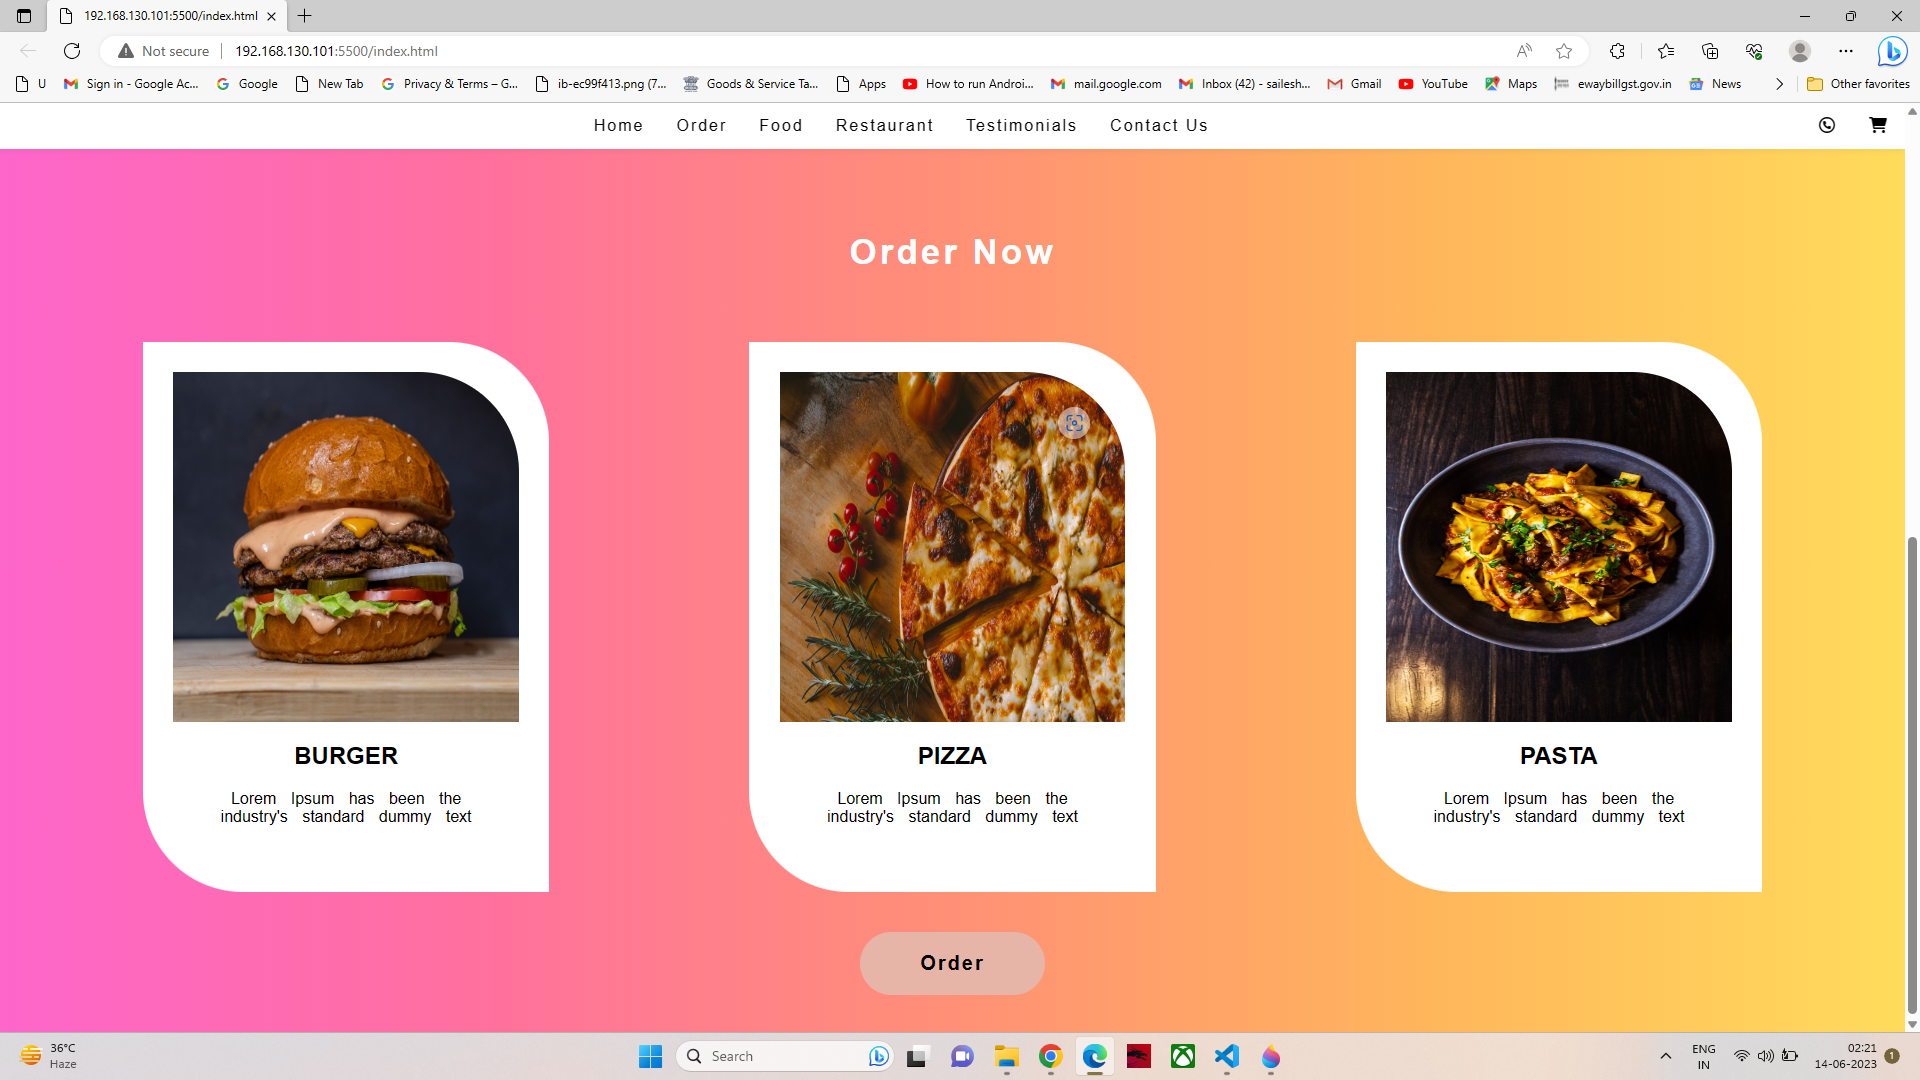 192.168.130.101:5500/index.html
Not secure 192.168.130.101:5500/index.html
U Sign in - Google Ac... Google New Tab Privacy & Terms – G... ib-ec99f413.png (7... Goods & Service Ta... Apps How to run Androi... mail.google.com Inbox (42) - sailesh... Gmail YouTube Maps ewaybillgst.gov.in News Other favorites
Home Order Food Restaurant Testimonials Contact Us
Order Now
BURGER
Lorem Ipsum has been the
industry's standard dummy text
PIZZA
Lorem Ipsum has been the
industry's standard dummy text
PASTA
Lorem Ipsum has been the
industry's standard dummy text
Order
36°C
Haze
Search
ENG
IN
02:21
14-06-2023
1